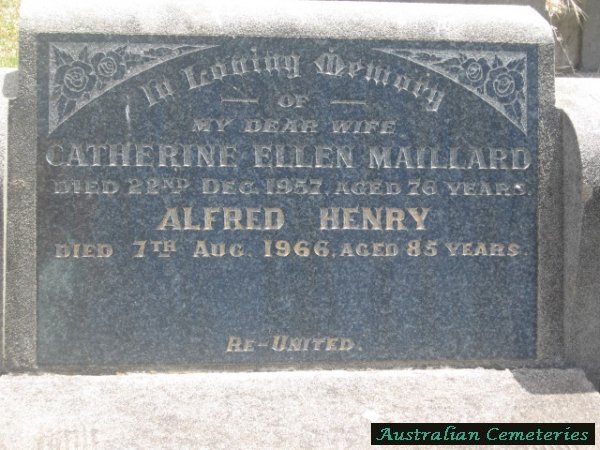 In Loving Memory
OF
MY DEAR WIFE
CATHERINE ELLEN MAILLARD
DIED 22ND DEC. 1957, AGED 76 YEARS.
ALFRED HENRY
DIED 7TH AUG. 1966, AGED 85 YEARS.
RE-UNITED.
Australian Cemeteries